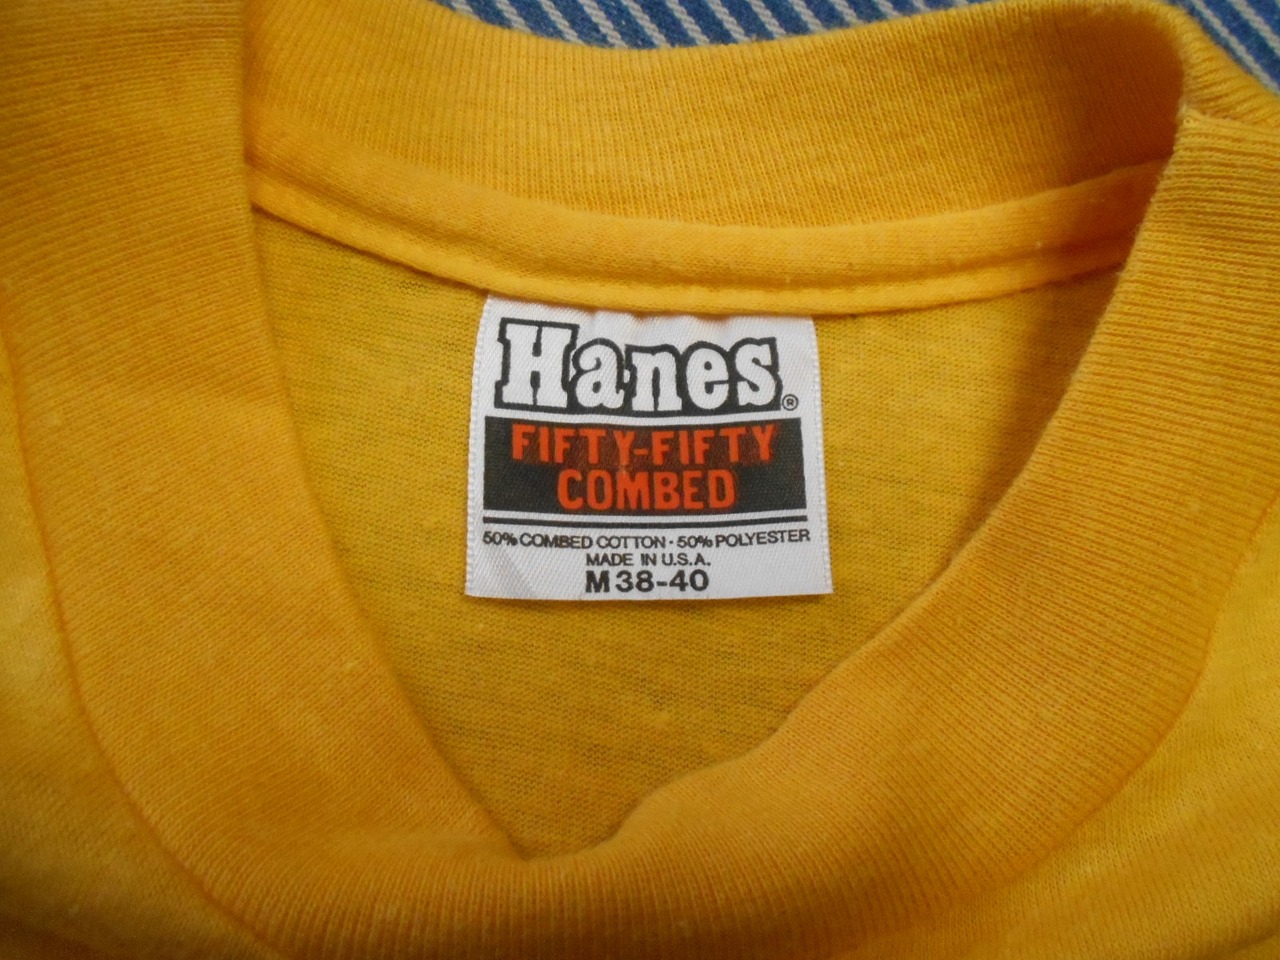 Hanes®
FIFTY-FIFTY
COMBED
50% COMBED COTTON · 50% POLYESTER
MADE IN U.S.A.
M 38-40